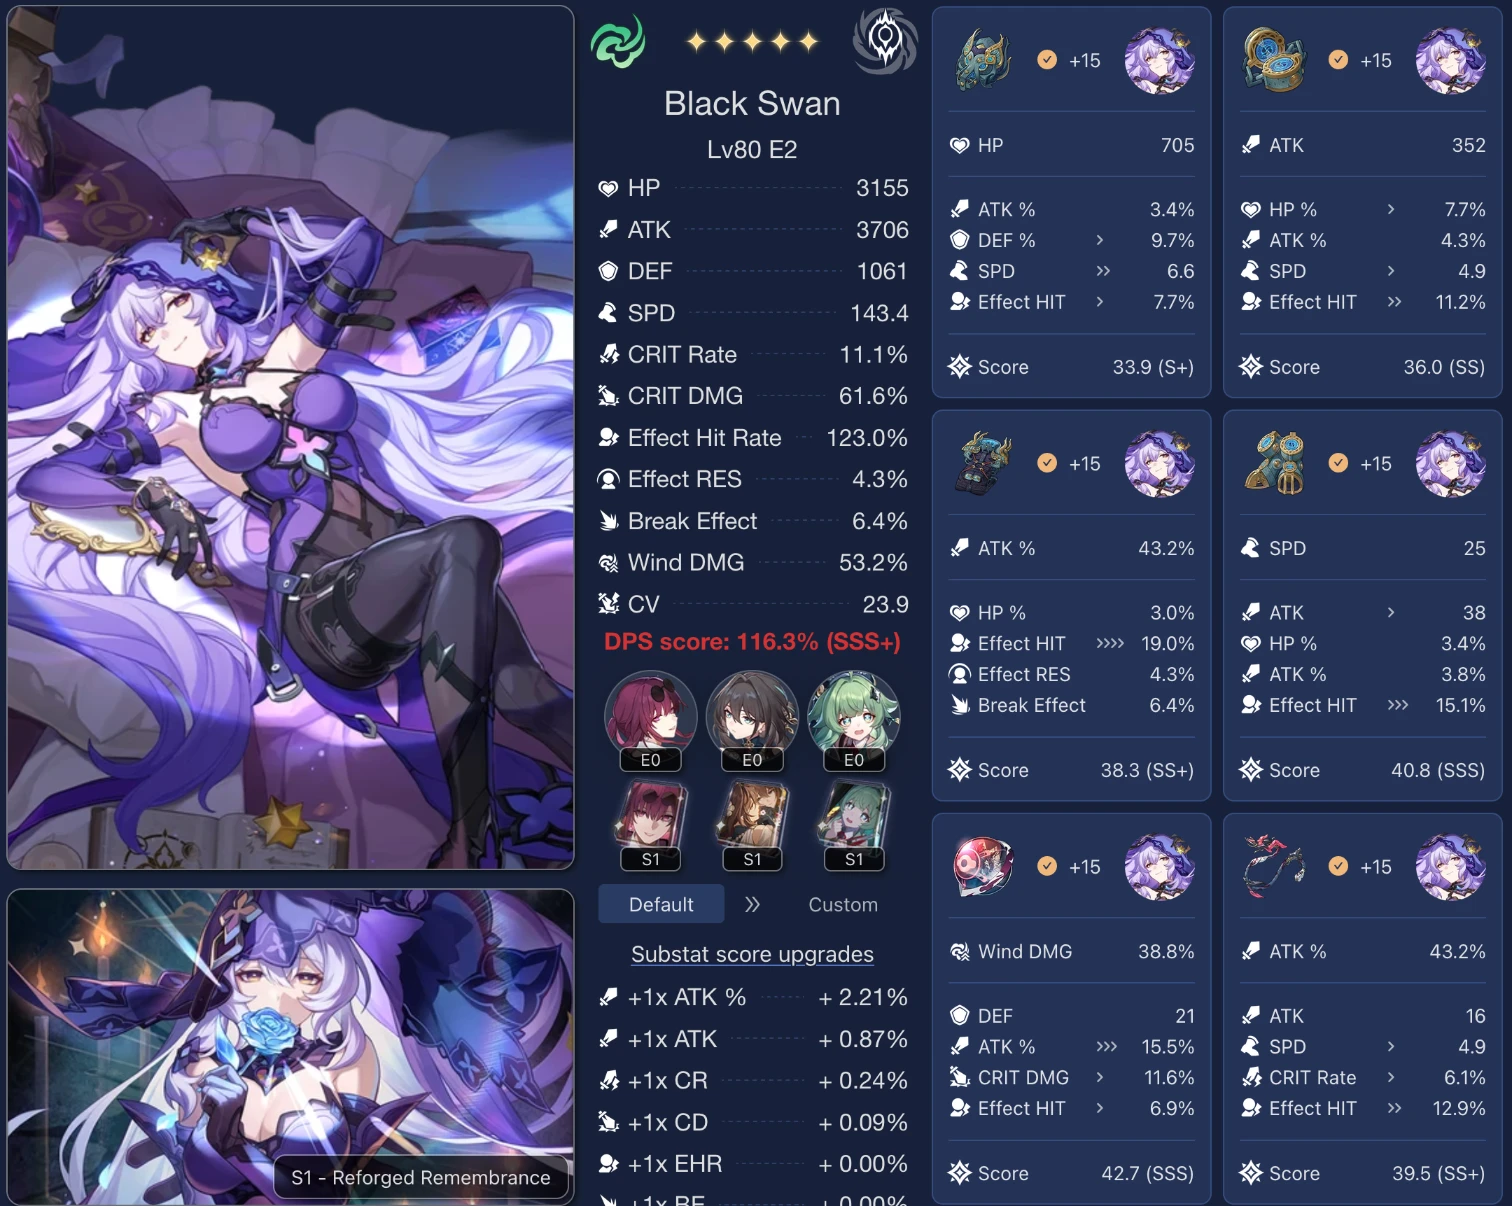 Black Swan
Lv80 E2
HP 3155
ATK 3706
DEF 1061
SPD 143.4
CRIT Rate 11.1%
CRIT DMG 61.6%
Effect Hit Rate 123.0%
Effect RES 4.3%
Break Effect 6.4%
Wind DMG 53.2%
CV 23.9
DPS score: 116.3% (SSS+)
E0 E0 E0
S1 S1 S1
Default Custom
Substat score upgrades
+1x ATK % + 2.21%
+1x ATK + 0.87%
+1x CR + 0.24%
+1x CD + 0.09%
+1x EHR + 0.00%
+1x BE + 0.00%
S1 - Reforged Remembrance
+15
HP 705
ATK % 3.4%
DEF % > 9.7%
SPD >> 6.6
Effect HIT > 7.7%
Score 33.9 (S+)
+15
ATK 352
HP % > 7.7%
ATK % 4.3%
SPD > 4.9
Effect HIT >> 11.2%
Score 36.0 (SS)
+15
ATK % 43.2%
HP % 3.0%
Effect HIT >>>> 19.0%
Effect RES 4.3%
Break Effect 6.4%
Score 38.3 (SS+)
+15
SPD 25
ATK > 38
HP % 3.4%
ATK % 3.8%
Effect HIT >>> 15.1%
Score 40.8 (SSS)
+15
Wind DMG 38.8%
DEF 21
ATK % >>> 15.5%
CRIT DMG > 11.6%
Effect HIT > 6.9%
Score 42.7 (SSS)
+15
ATK % 43.2%
ATK 16
SPD > 4.9
CRIT Rate > 6.1%
Effect HIT >> 12.9%
Score 39.5 (SS+)